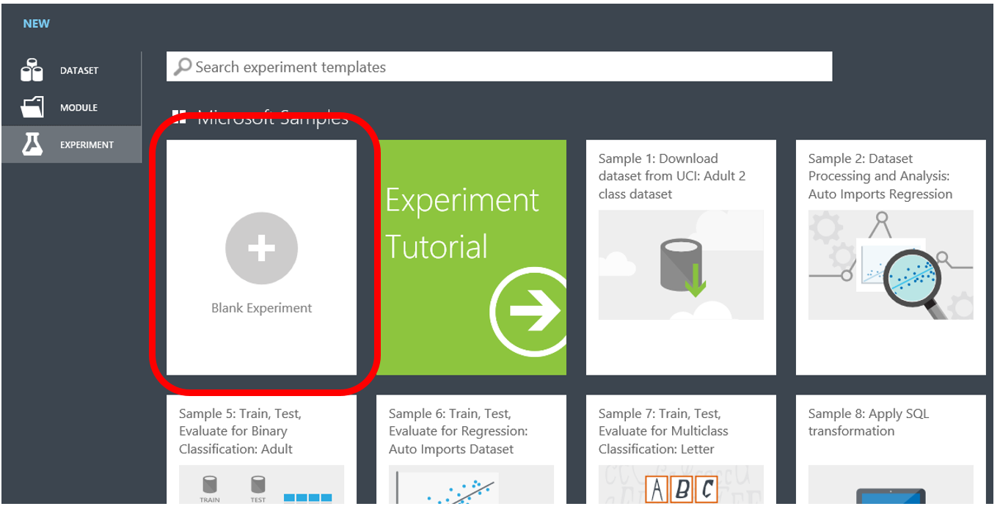 NEW
DATASET
MODULE
EXPERIMENT
Search experiment templates
Microsoft Samples
Blank Experiment
Experiment
Tutorial
Sample 1: Download
dataset from UCI: Adult 2
class dataset
Sample 2: Dataset
Processing and Analysis:
Auto Imports Regression
Sample 5: Train, Test,
Evaluate for Binary
Classification: Adult
TRAIN
TEST
Sample 6: Train, Test,
Evaluate for Regression:
Auto Imports Dataset
Sample 7: Train, Test,
Evaluate for Multiclass
Classification: Letter
A B C
Sample 8: Apply SQL
transformation